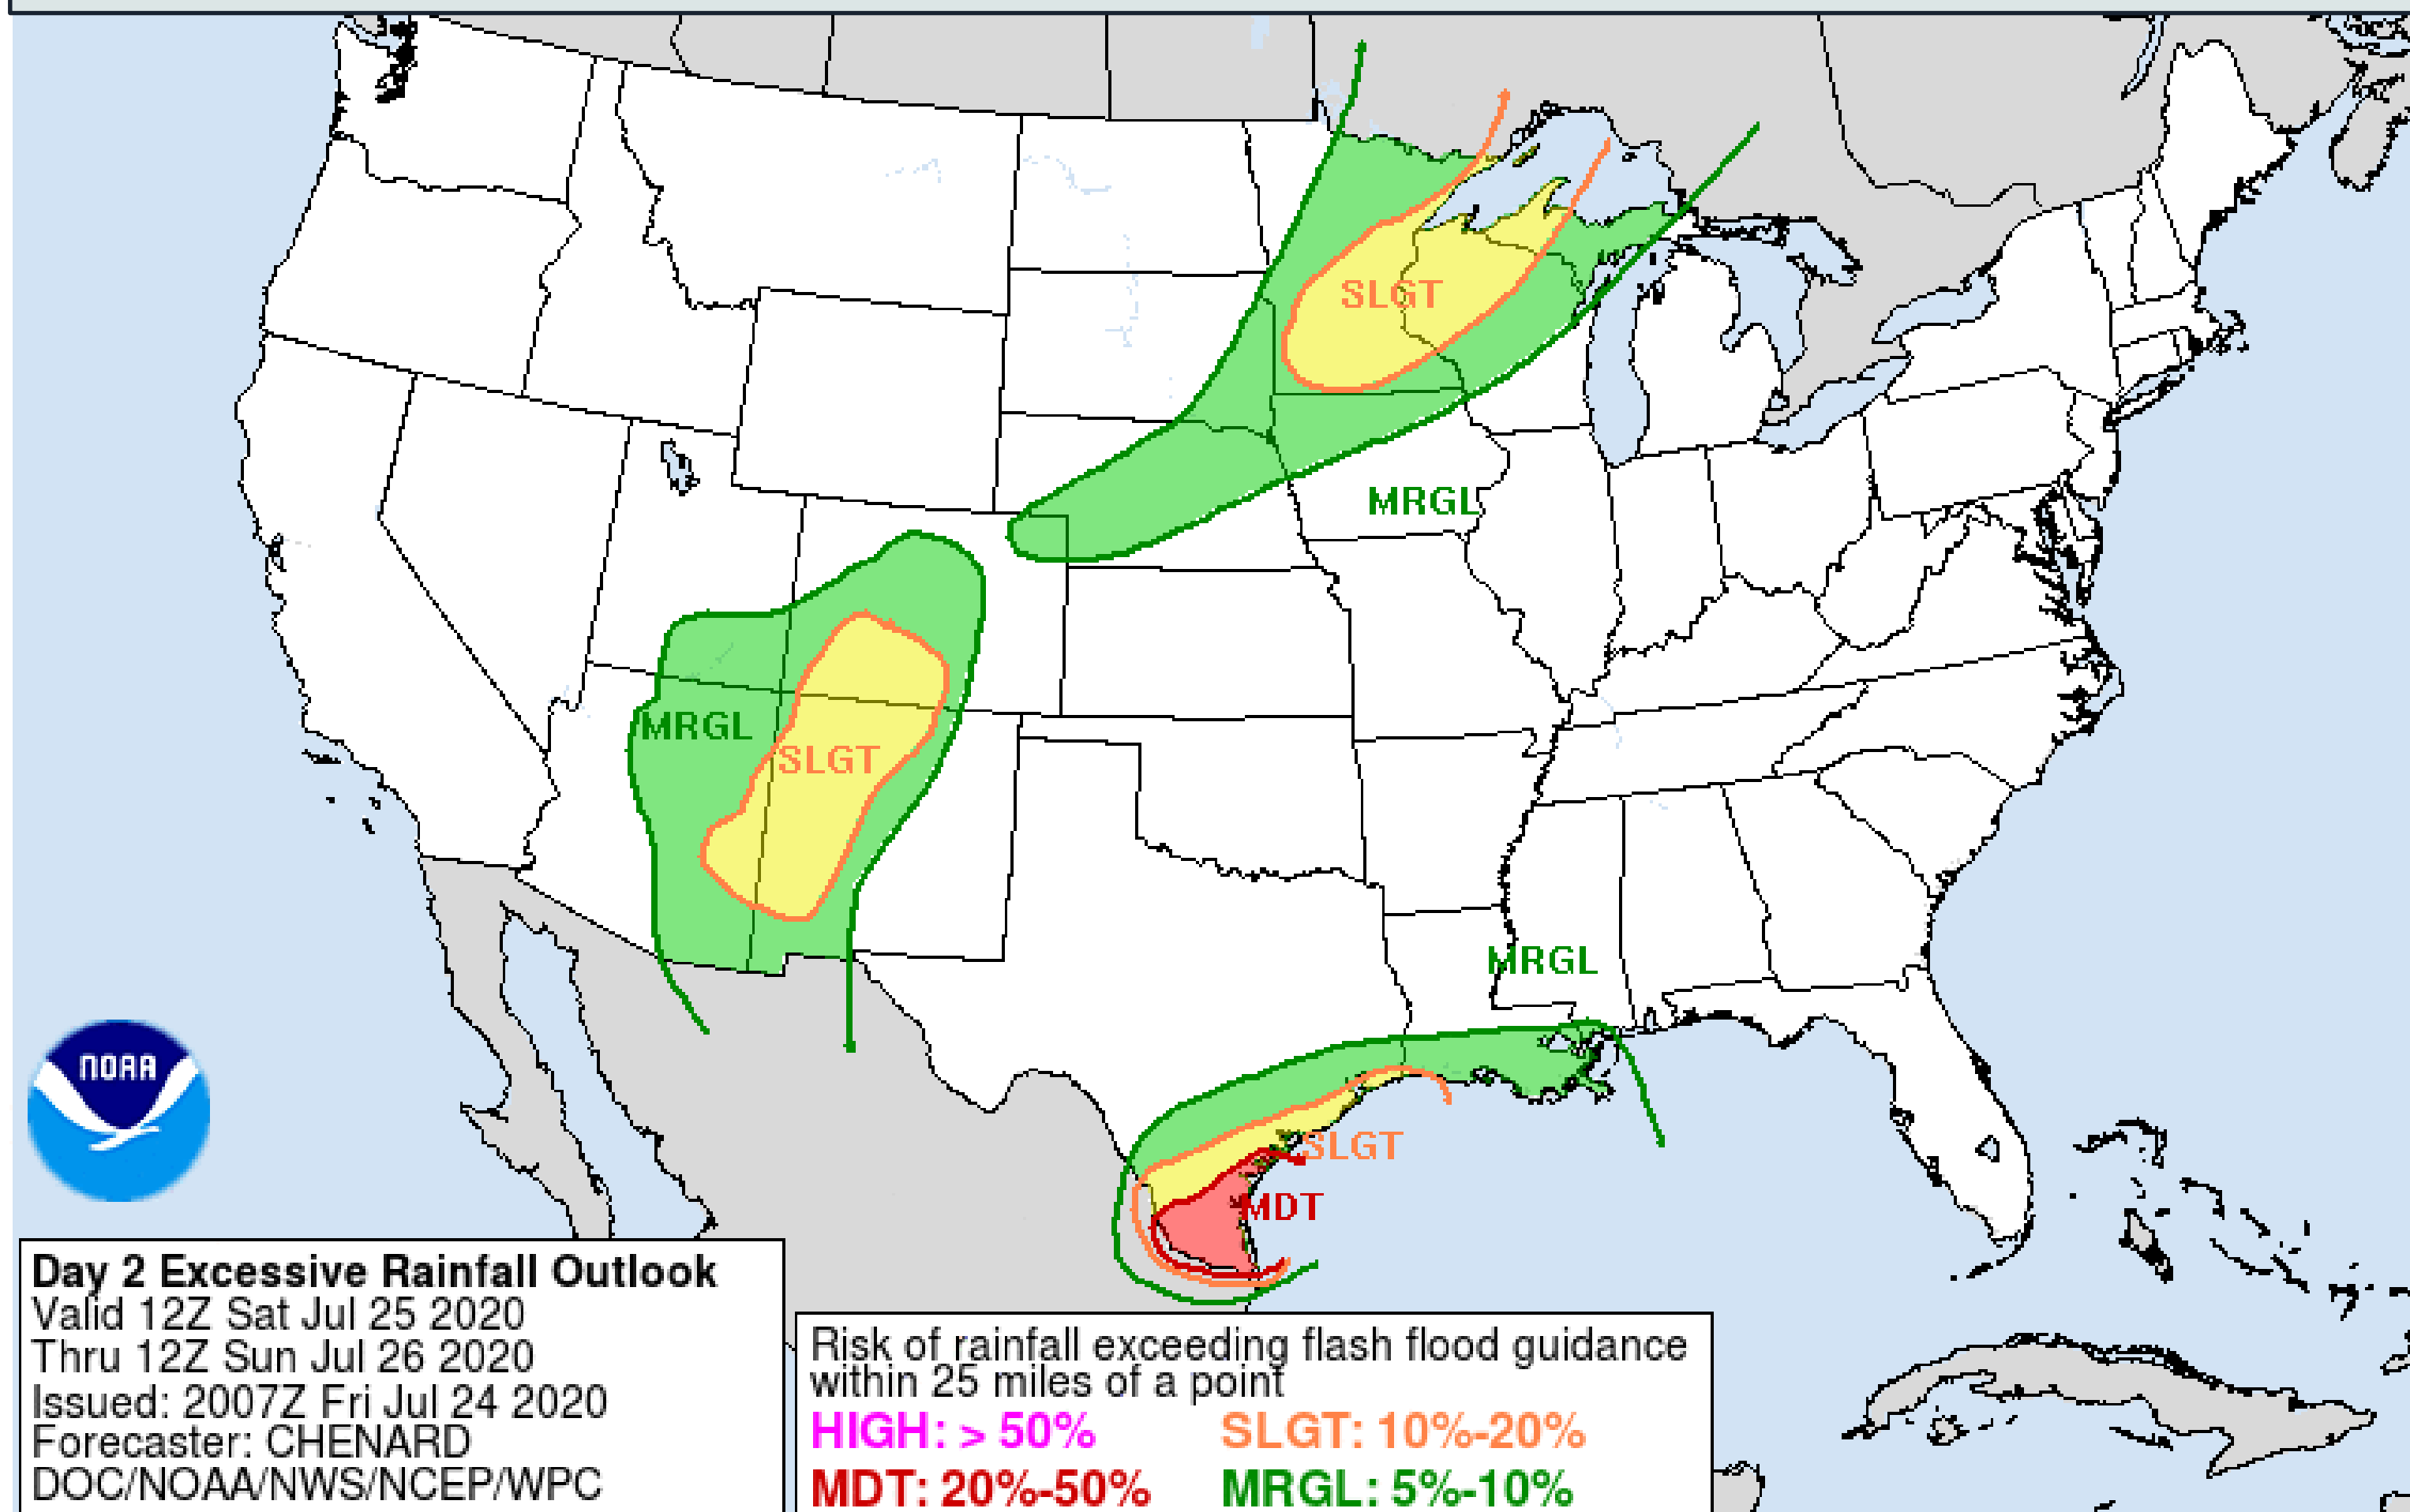 SLGT
MRGL
MRGL
SLGT
MRGL
SLGT
MDT
NOAA
Day 2 Excessive Rainfall Outlook
Valid 12Z Sat Jul 25 2020
Thru 12Z Sun Jul 26 2020
Issued: 2007Z Fri Jul 24 2020
Forecaster: CHENARD
DOC/NOAA/NWS/NCEP/WPC
Risk of rainfall exceeding flash flood guidance
within 25 miles of a point
HIGH: > 50% SLGT: 10%-20%
MDT: 20%-50% MRGL: 5%-10%